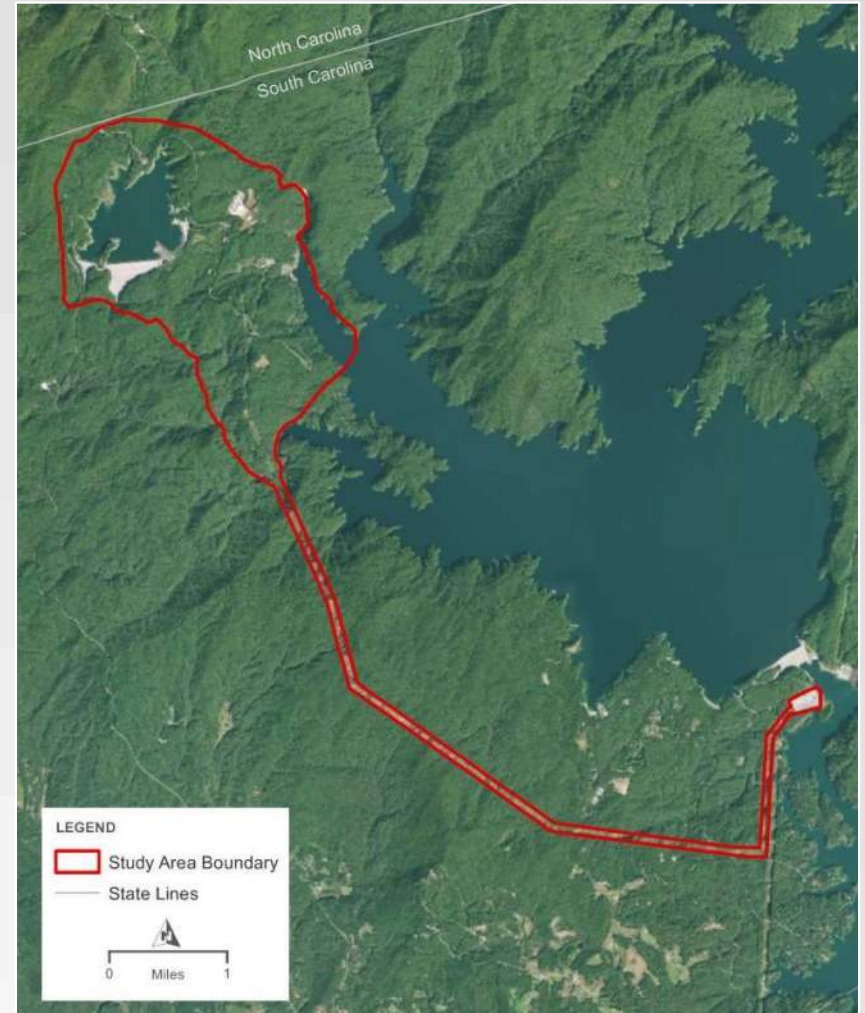 North Carolina
South Carolina
LEGEND
Study Area Boundary
State Lines
0 Miles 1